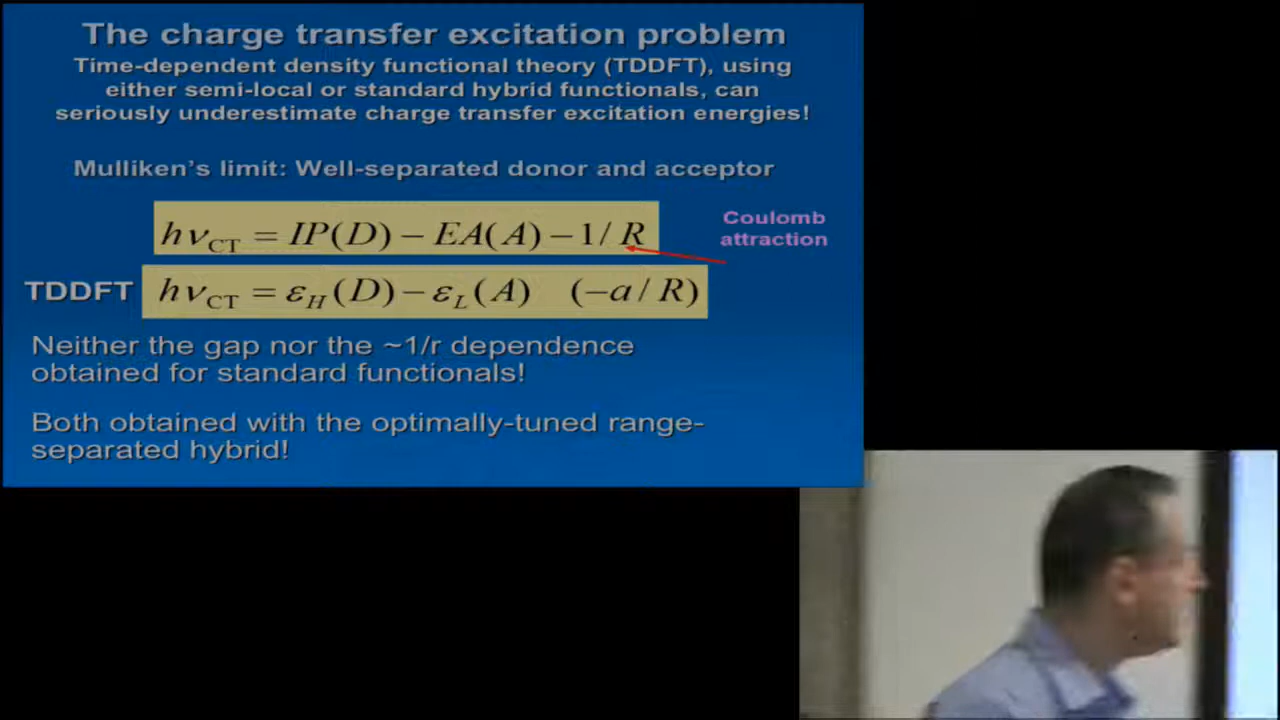 The charge transfer excitation problem
Time-dependent density functional theory (TDDFT), using
either semi-local or standard hybrid functionals, can
seriously underestimate charge transfer excitation energies!
Mulliken's limit: Well-separated donor and acceptor
hν_CT = IP(D) − EA(A) − 1/R
Coulomb
attraction
TDDFT hν_CT = ε_H(D) − ε_L(A) (−a/R)
Neither the gap nor the ~1/r dependence
obtained for standard functionals!
Both obtained with the optimally-tuned range-
separated hybrid!